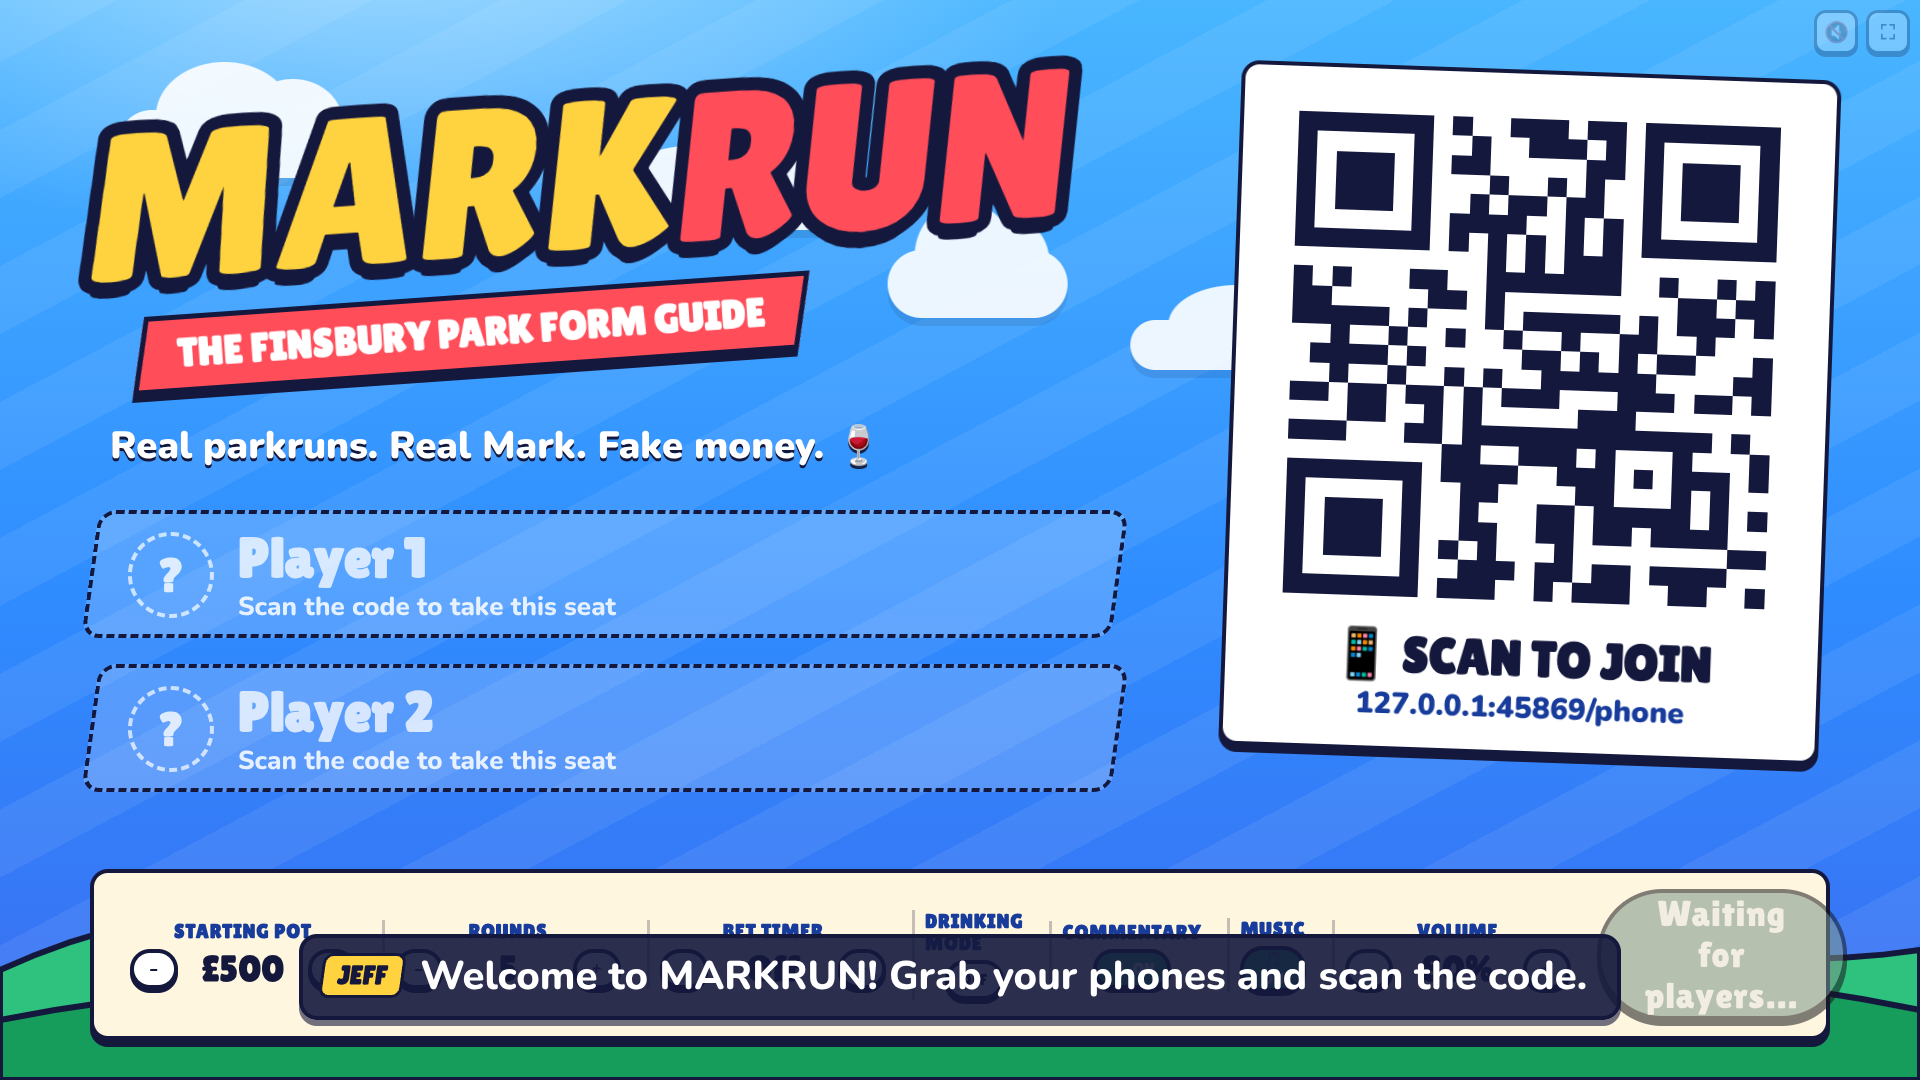 MARKRUN
THE FINSBURY PARK FORM GUIDE
Real parkruns. Real Mark. Fake money.
?
Player 1
Scan the code to take this seat
?
Player 2
Scan the code to take this seat
SCAN TO JOIN
127.0.0.1:45869/phone
STARTING POT
ROUNDS
BET TIMER
DRINKING
MODE
COMMENTARY
MUSIC
VOLUME
- £500
JEFF Welcome to MARKRUN! Grab your phones and scan the code.
Waiting
for
players...